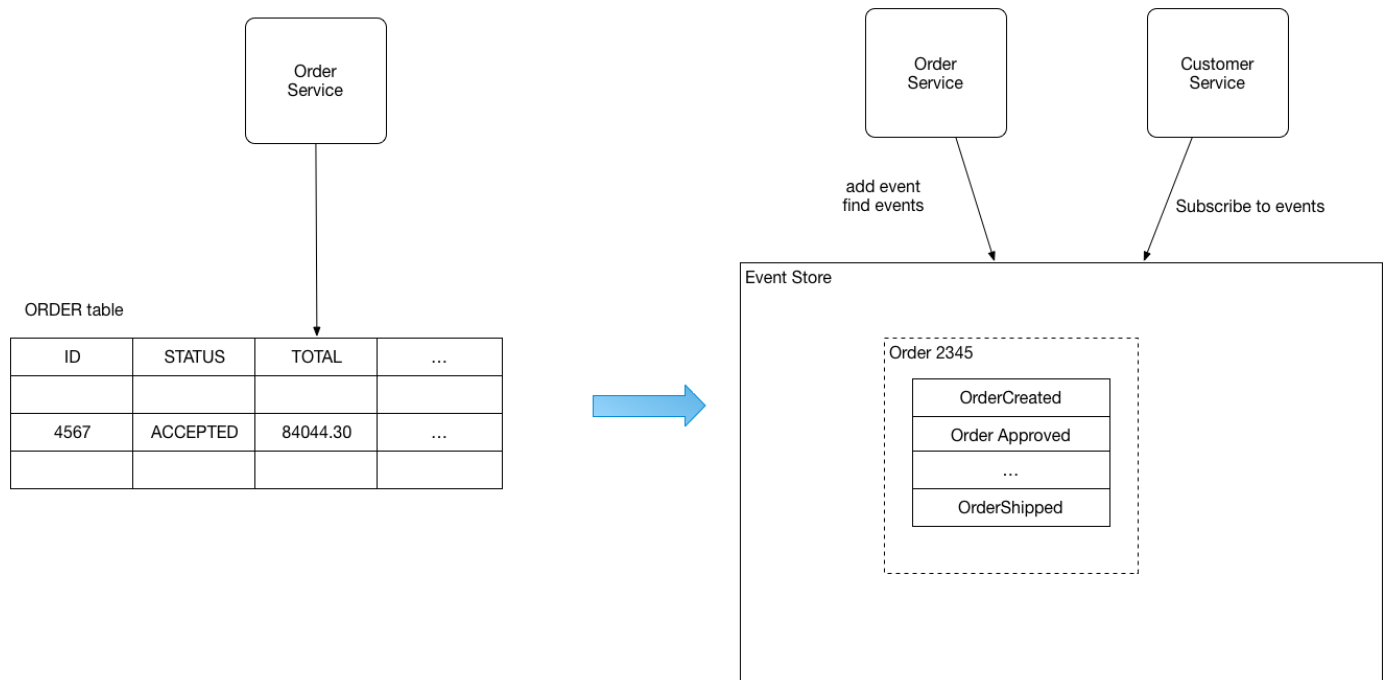 Order
Service
ORDER table
ID STATUS TOTAL ...
4567 ACCEPTED 84044.30 ...
Order
Service
Customer
Service
add event
find events
Subscribe to events
Event Store
Order 2345
OrderCreated
Order Approved
...
OrderShipped